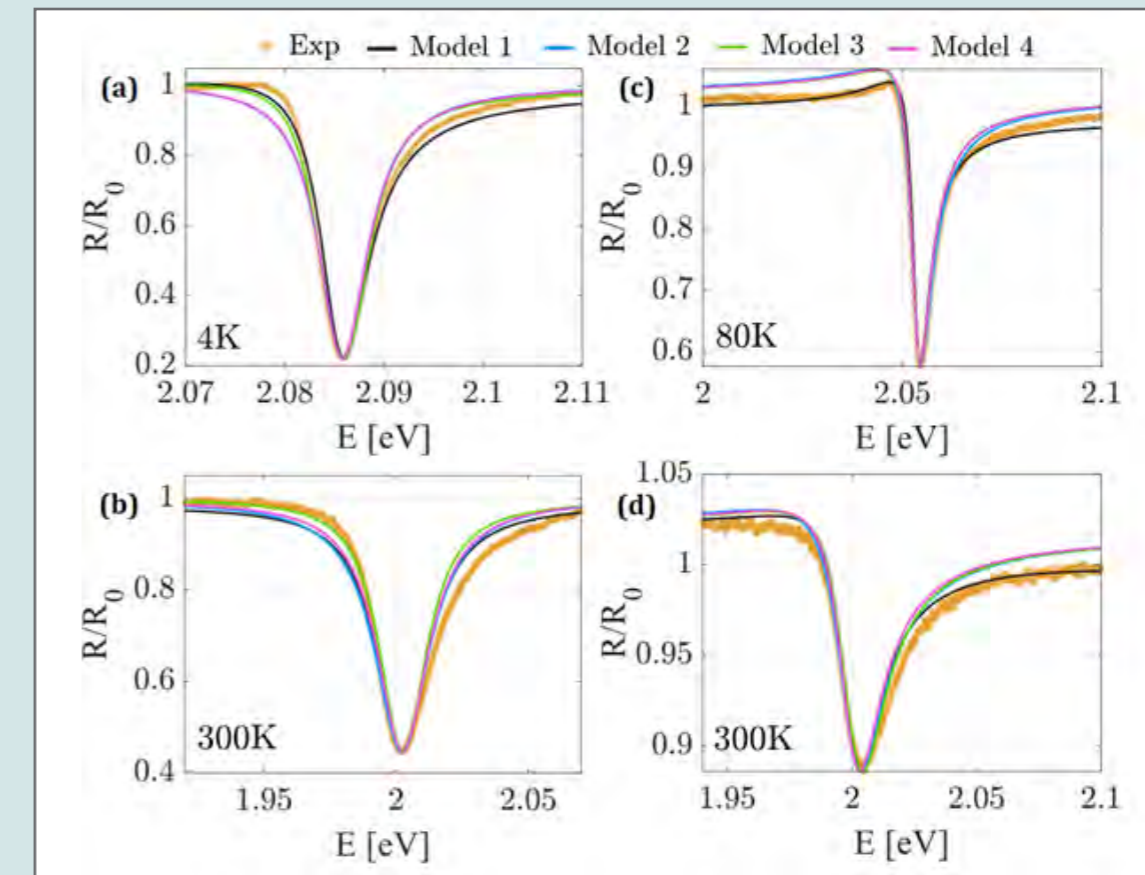 Exp Model 1 Model 2 Model 3 Model 4
(a)
R/R0
1
0.8
0.6
0.4
0.2
4K
2.07 2.08 2.09 2.1 2.11
E [eV]
(c)
R/R0
1
0.9
0.8
0.7
0.6
80K
2 2.05 2.1
E [eV]
(b)
R/R0
1
0.8
0.6
0.4
300K
1.95 2 2.05
E [eV]
(d)
R/R0
1.05
1
0.95
0.9
300K
1.95 2 2.05 2.1
E [eV]